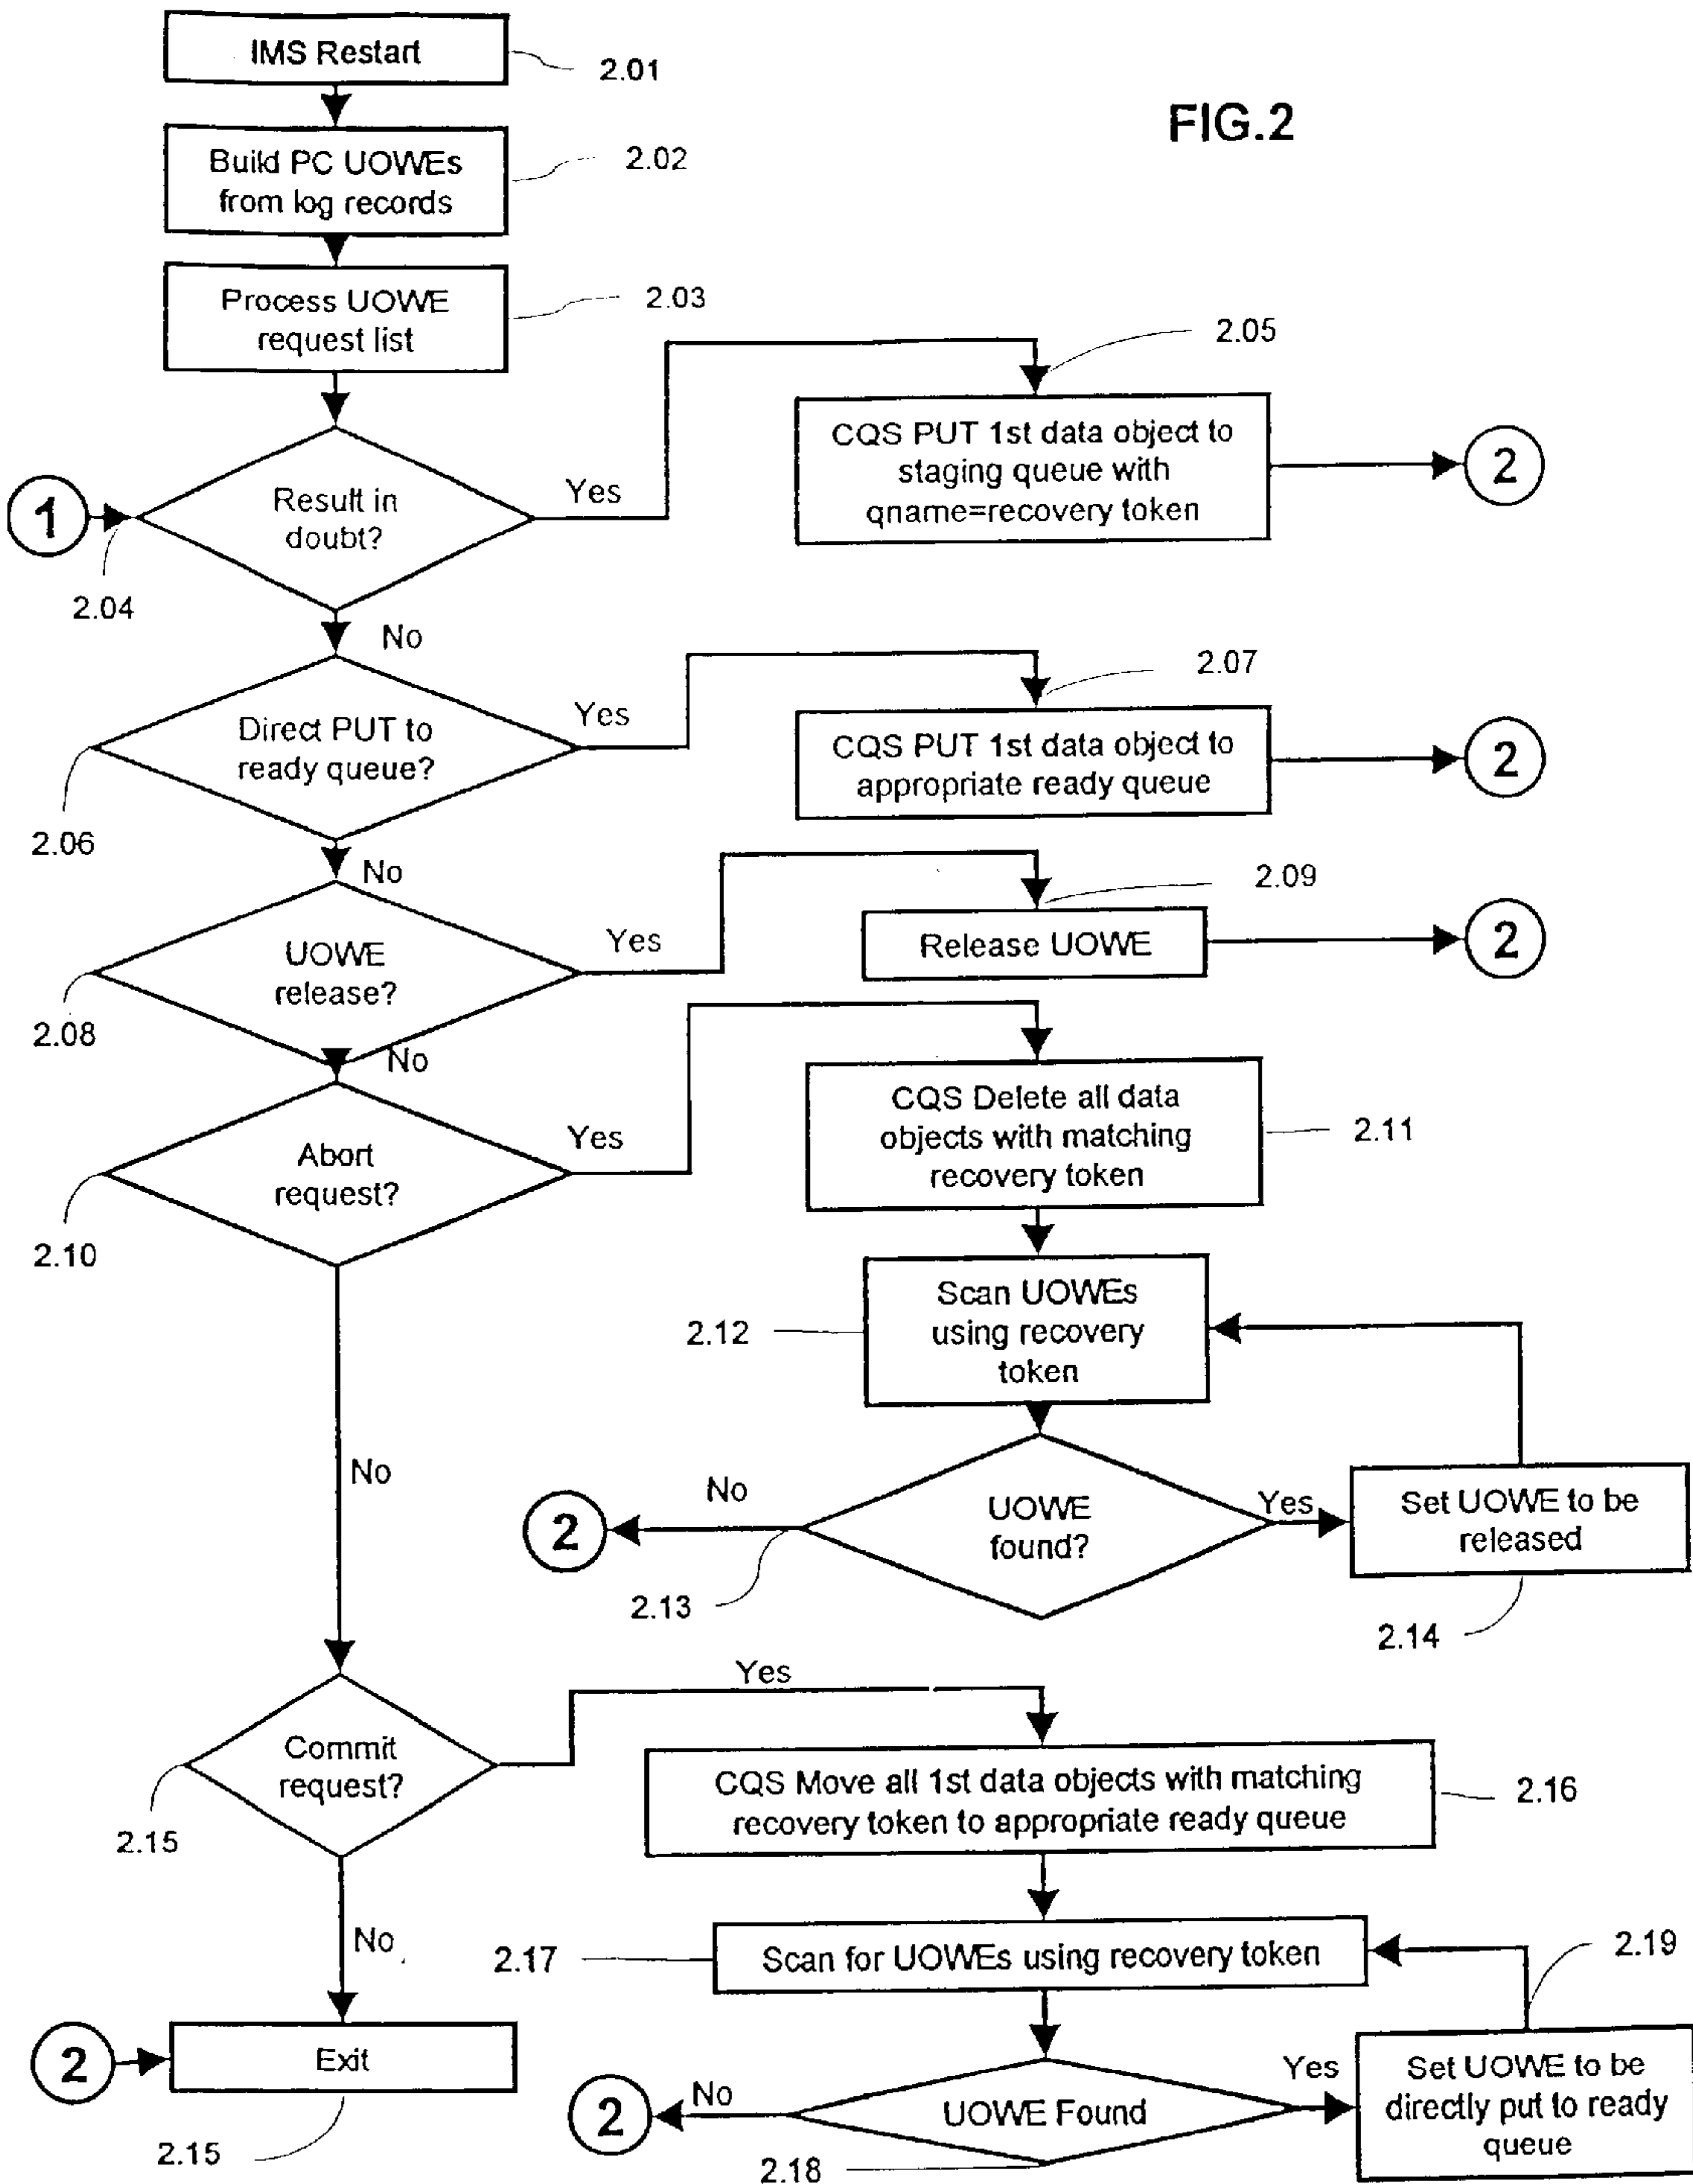 FIG.2
IMS Restart
2.01
Build PC UOWEs
from log records
2.02
Process UOWE
request list
2.03
1
Result in
doubt?
2.04
Yes
No
2.05
CQS PUT 1st data object to
staging queue with
qname=recovery token
2
Direct PUT to
ready queue?
2.06
Yes
No
2.07
CQS PUT 1st data object to
appropriate ready queue
2
UOWE
release?
2.08
Yes
No
2.09
Release UOWE
2
Abort
request?
2.10
Yes
No
CQS Delete all data
objects with matching
recovery token
2.11
Scan UOWEs
using recovery
token
2.12
UOWE
found?
2.13
No
2
Yes
Set UOWE to be
released
2.14
Commit
request?
2.15
Yes
No
CQS Move all 1st data objects with matching
recovery token to appropriate ready queue
2.16
Scan for UOWEs using recovery token
2.17
UOWE Found
2.18
No
2
Yes
Set UOWE to be
directly put to ready
queue
2.19
2
Exit
2.15